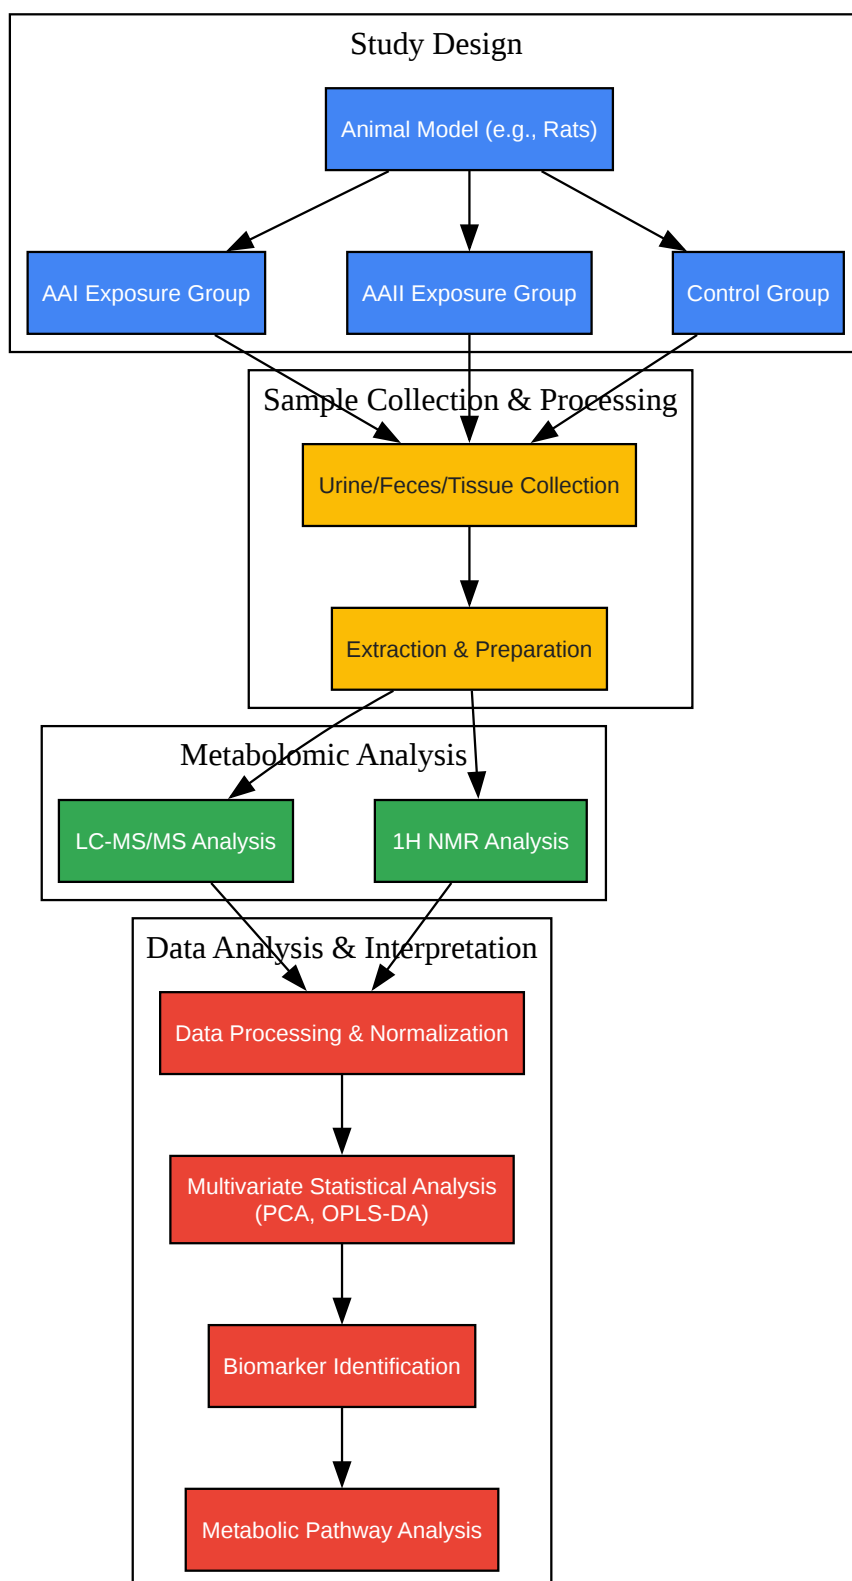 Study Design
Animal Model (e.g., Rats)
AAI Exposure Group
AAII Exposure Group
Control Group
Sample Collection & Processing
Urine/Feces/Tissue Collection
Extraction & Preparation
Metabolomic Analysis
LC-MS/MS Analysis
1H NMR Analysis
Data Analysis & Interpretation
Data Processing & Normalization
Multivariate Statistical Analysis
(PCA, OPLS-DA)
Biomarker Identification
Metabolic Pathway Analysis